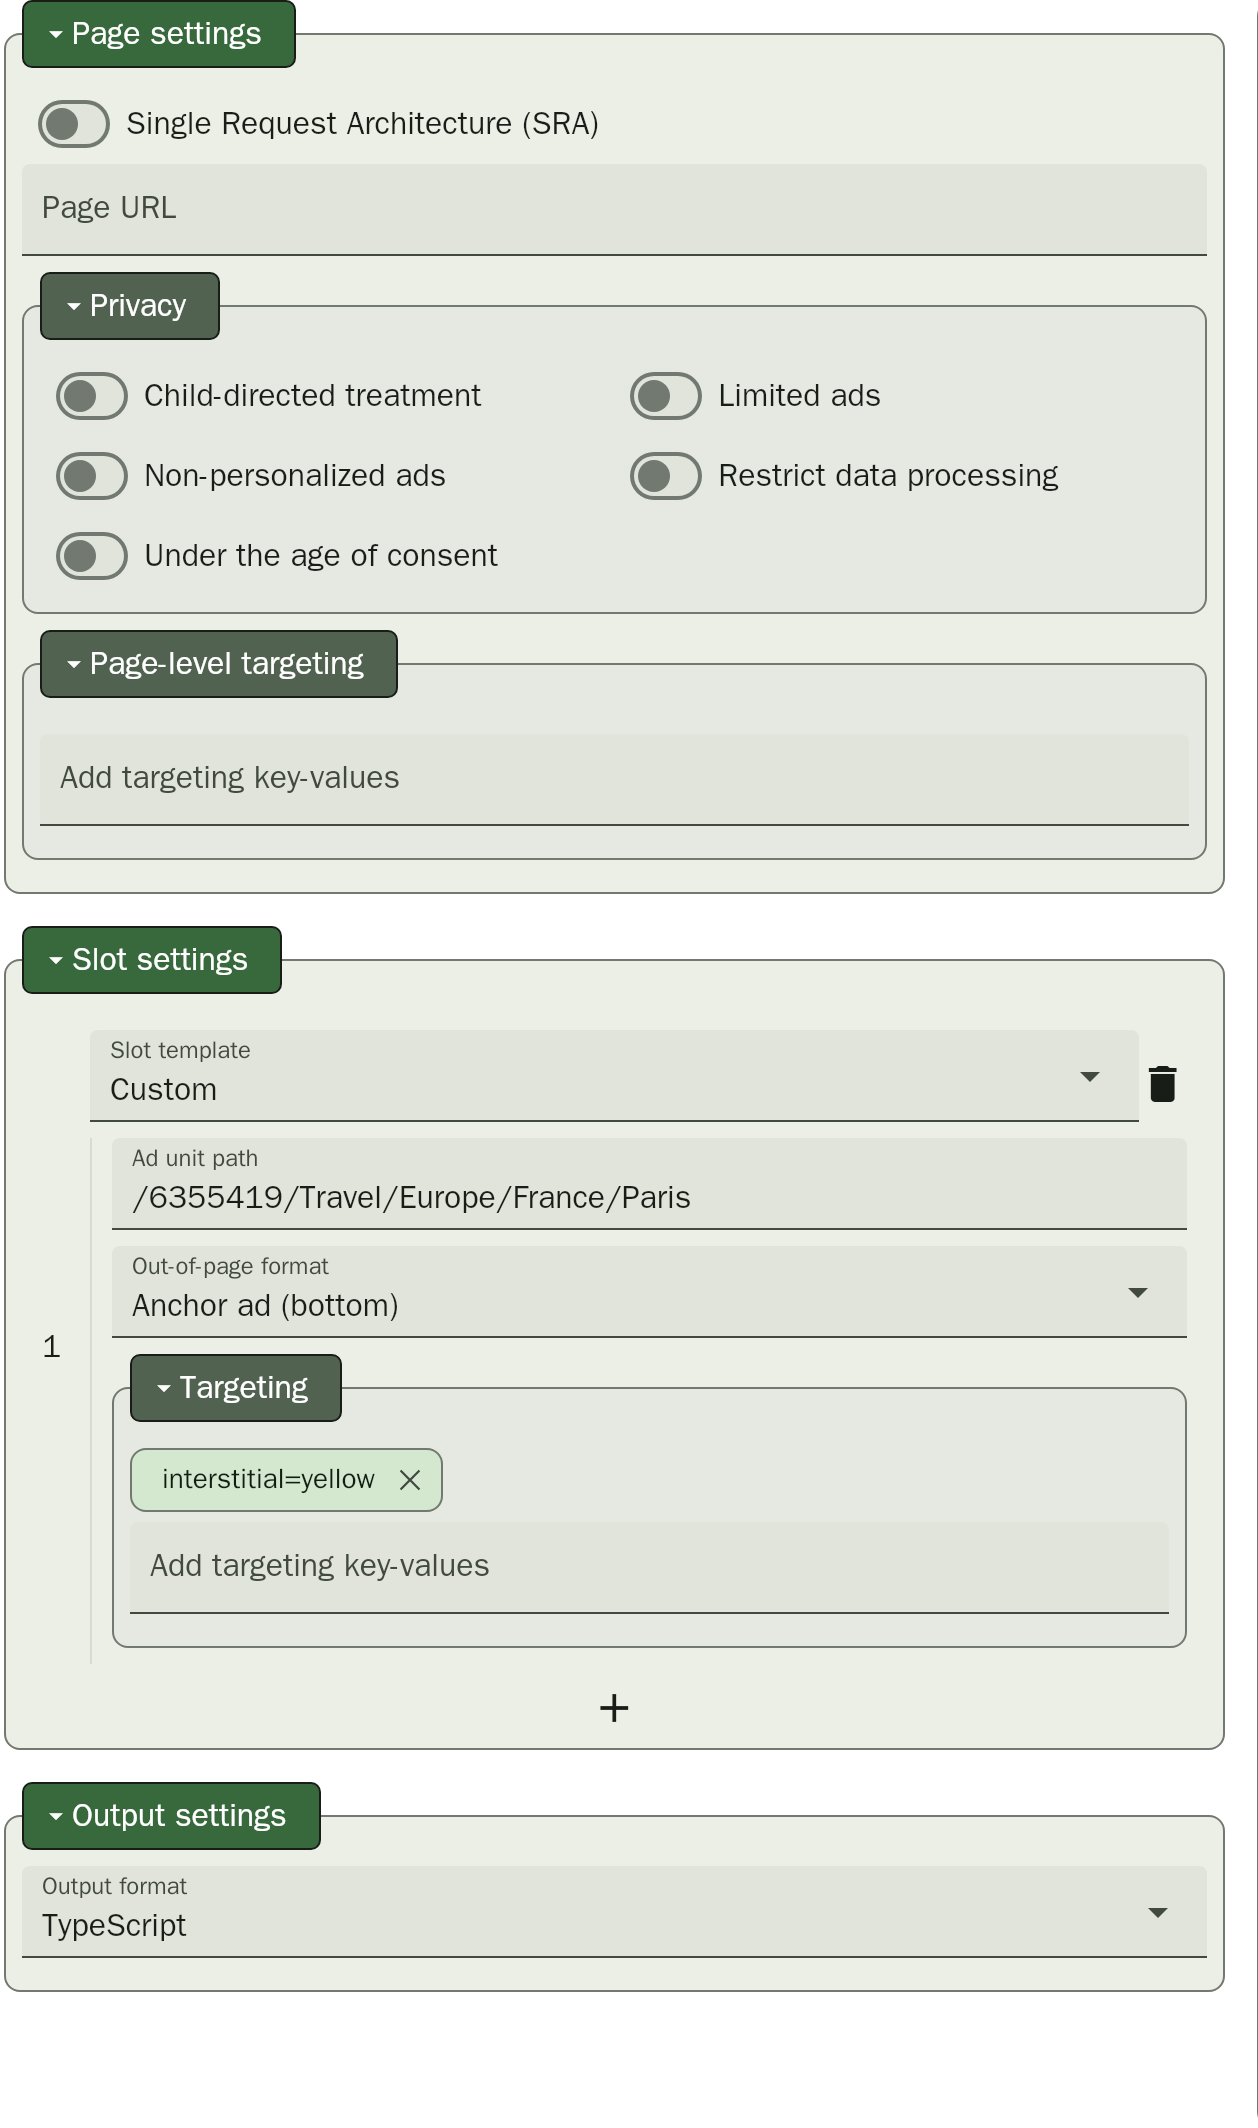 Page settings
Single Request Architecture (SRA)
Page URL
Privacy
Child-directed treatment
Limited ads
Non-personalized ads
Restrict data processing
Under the age of consent
Page-level targeting
Add targeting key-values
Slot settings
Slot template
Custom
Ad unit path
/6355419/Travel/Europe/France/Paris
Out-of-page format
Anchor ad (bottom)
1
Targeting
interstitial=yellow
Add targeting key-values
Output settings
Output format
TypeScript